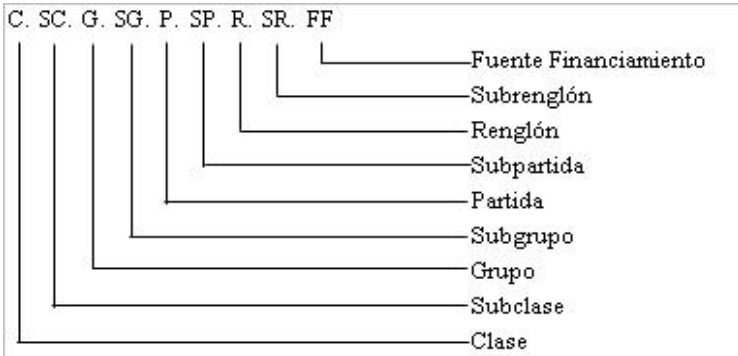 C. SC. G. SG. P. SP. R. SR. FF
Fuente Financiamiento
Subrenglón
Renglón
Subpartida
Partida
Subgrupo
Grupo
Subclase
Clase